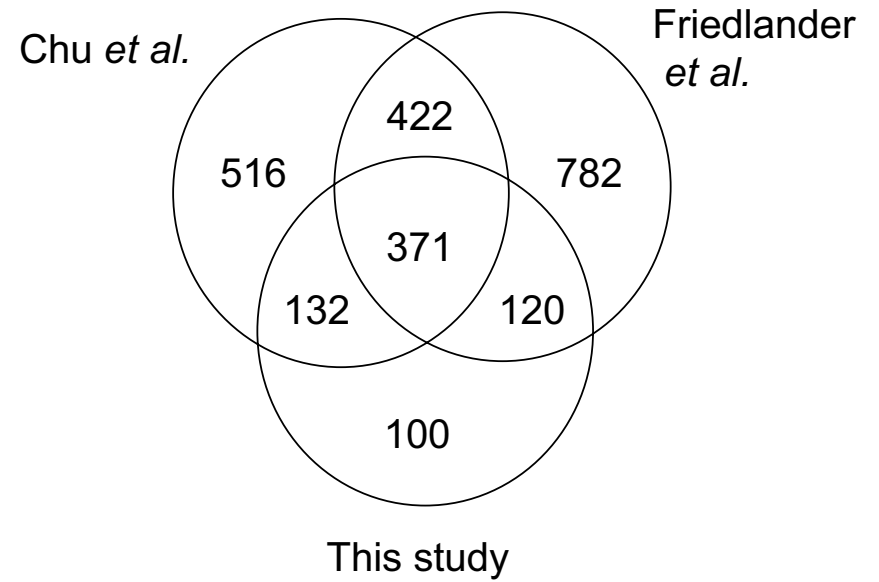 Chu et al.
Friedlander
et al.
422
516
782
371
132
120
100
This study